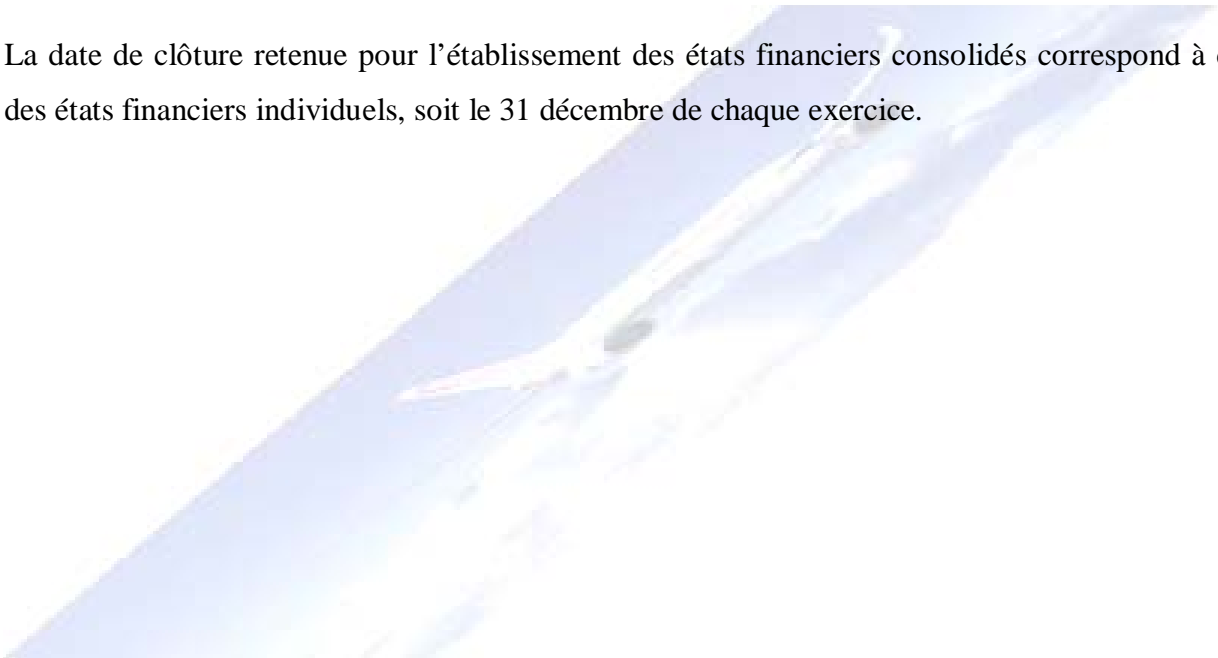 La date de clôture retenue pour l’établissement des états financiers consolidés correspond à
des états financiers individuels, soit le 31 décembre de chaque exercice.